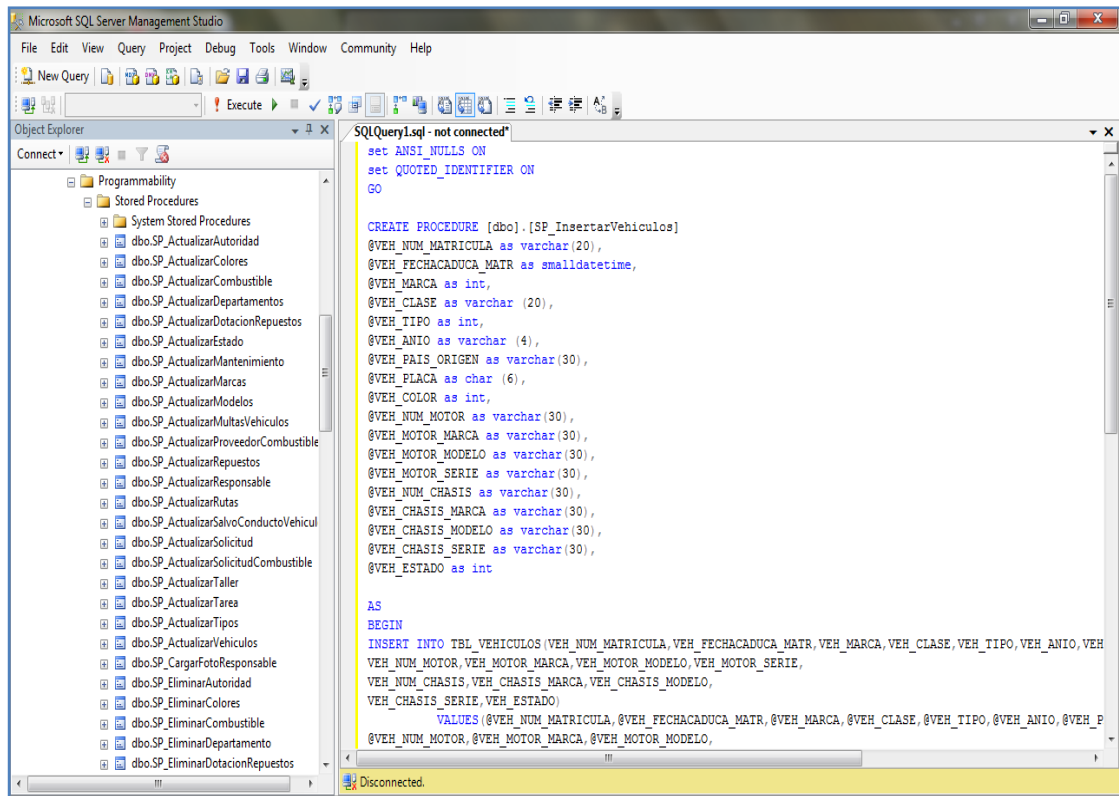 Microsoft SQL Server Management Studio
File Edit View Query Project Debug Tools Window Community Help
New Query
Execute
Object Explorer
Connect
Programmability
Stored Procedures
System Stored Procedures
dbo.SP_ActualizarAutoridad
dbo.SP_ActualizarColores
dbo.SP_ActualizarCombustible
dbo.SP_ActualizarDepartamentos
dbo.SP_ActualizarDotacionRepuestos
dbo.SP_ActualizarEstado
dbo.SP_ActualizarMantenimiento
dbo.SP_ActualizarMarcas
dbo.SP_ActualizarModelos
dbo.SP_ActualizarMultasVehiculos
dbo.SP_ActualizarProveedorCombustible
dbo.SP_ActualizarRepuestos
dbo.SP_ActualizarResponsable
dbo.SP_ActualizarRutas
dbo.SP_ActualizarSalvoConductoVehicul
dbo.SP_ActualizarSolicitud
dbo.SP_ActualizarSolicitudCombustible
dbo.SP_ActualizarTaller
dbo.SP_ActualizarTarea
dbo.SP_ActualizarTipos
dbo.SP_ActualizarVehiculos
dbo.SP_CargarFotoResponsable
dbo.SP_EliminarAutoridad
dbo.SP_EliminarColores
dbo.SP_EliminarCombustible
dbo.SP_EliminarDepartamento
dbo.SP_EliminarDotacionRepuestos
SQLQuery1.sql - not connected*
set ANSI_NULLS ON
set QUOTED_IDENTIFIER ON
GO
CREATE PROCEDURE [dbo].[SP_InsertarVehiculos]
@VEH_NUM_MATRICULA as varchar(20),
@VEH_FECHACADUCA_MATR as smalldatetime,
@VEH_MARCA as int,
@VEH_CLASE as varchar (20),
@VEH_TIPO as int,
@VEH_ANIO as varchar (4),
@VEH_PAIS_ORIGEN as varchar(30),
@VEH_PLACA as char (6),
@VEH_COLOR as int,
@VEH_NUM_MOTOR as varchar(30),
@VEH_MOTOR_MARCA as varchar(30),
@VEH_MOTOR_MODELO as varchar(30),
@VEH_MOTOR_SERIE as varchar(30),
@VEH_NUM_CHASIS as varchar(30),
@VEH_CHASIS_MARCA as varchar(30),
@VEH_CHASIS_MODELO as varchar(30),
@VEH_CHASIS_SERIE as varchar(30),
@VEH_ESTADO as int
AS
BEGIN
INSERT INTO TBL_VEHICULOS(VEH_NUM_MATRICULA,VEH_FECHACADUCA_MATR,VEH_MARCA,VEH_CLASE,VEH_TIPO,VEH_ANIO,VEH
VEH_NUM_MOTOR,VEH_MOTOR_MARCA,VEH_MOTOR_MODELO,VEH_MOTOR_SERIE,
VEH_NUM_CHASIS,VEH_CHASIS_MARCA,VEH_CHASIS_MODELO,
VEH_CHASIS_SERIE,VEH_ESTADO)
VALUES(@VEH_NUM_MATRICULA,@VEH_FECHACADUCA_MATR,@VEH_MARCA,@VEH_CLASE,@VEH_TIPO,@VEH_ANIO,@VEH_P
@VEH_NUM_MOTOR,@VEH_MOTOR_MARCA,@VEH_MOTOR_MODELO,
Disconnected.